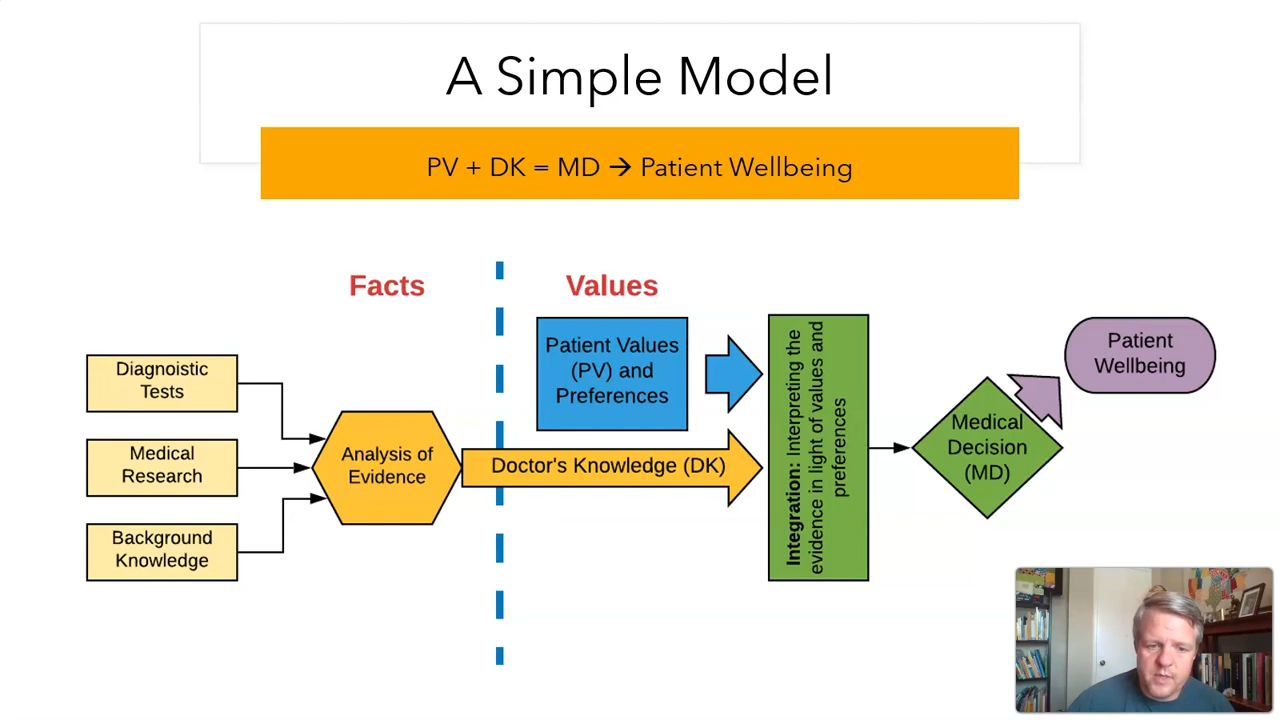 A Simple Model
PV + DK = MD → Patient Wellbeing
Facts
Values
Diagnoistic
Tests
Medical
Research
Background
Knowledge
Analysis of
Evidence
Patient Values
(PV) and
Preferences
Doctor's Knowledge (DK)
Integration: Interpreting the
evidence in light of values and
preferences
Medical
Decision
(MD)
Patient
Wellbeing